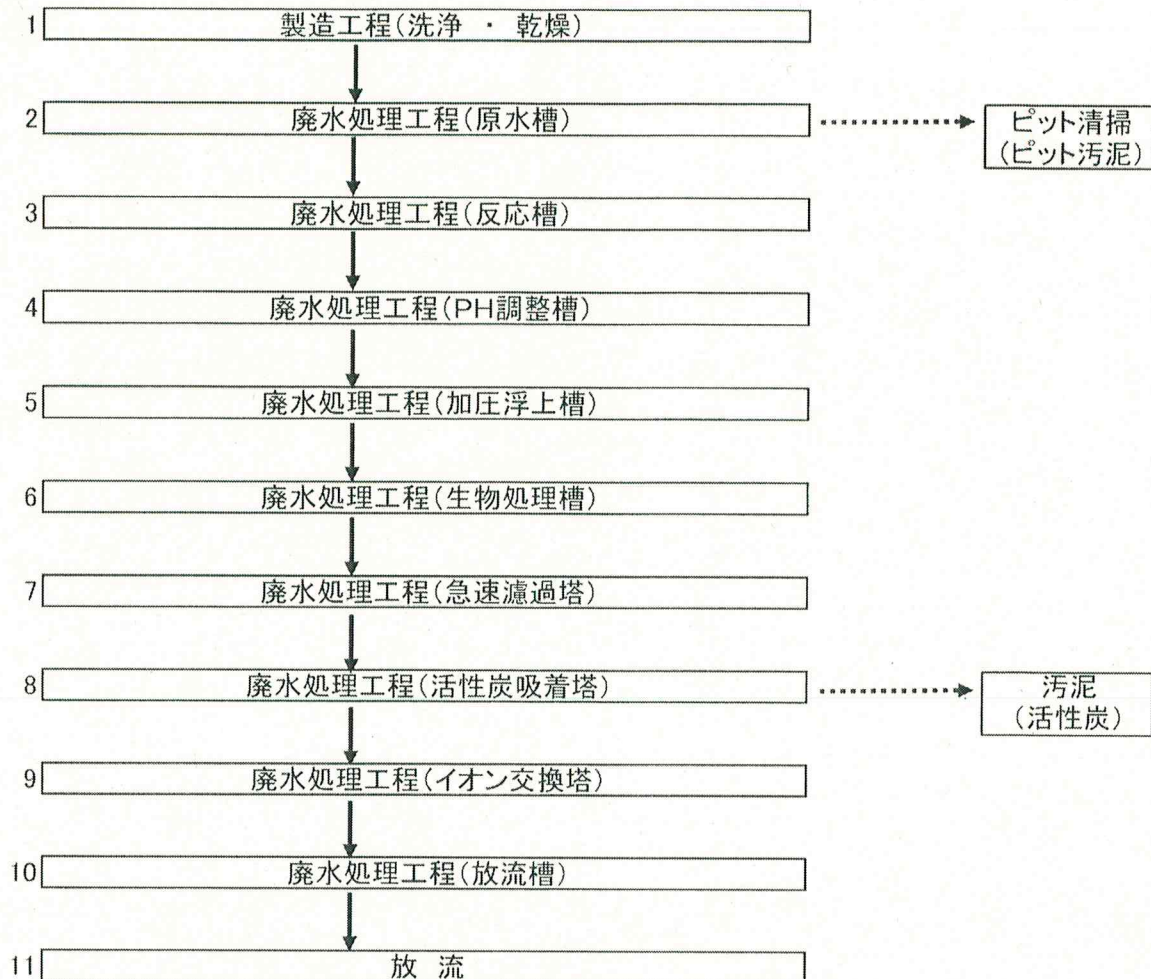 1 製造工程(洗浄 ・ 乾燥)
2 廃水処理工程(原水槽)
ピット清掃
(ピット汚泥)
3 廃水処理工程(反応槽)
4 廃水処理工程(PH調整槽)
5 廃水処理工程(加圧浮上槽)
6 廃水処理工程(生物処理槽)
7 廃水処理工程(急速濾過塔)
8 廃水処理工程(活性炭吸着塔)
汚泥
(活性炭)
9 廃水処理工程(イオン交換塔)
10 廃水処理工程(放流槽)
11 放 流